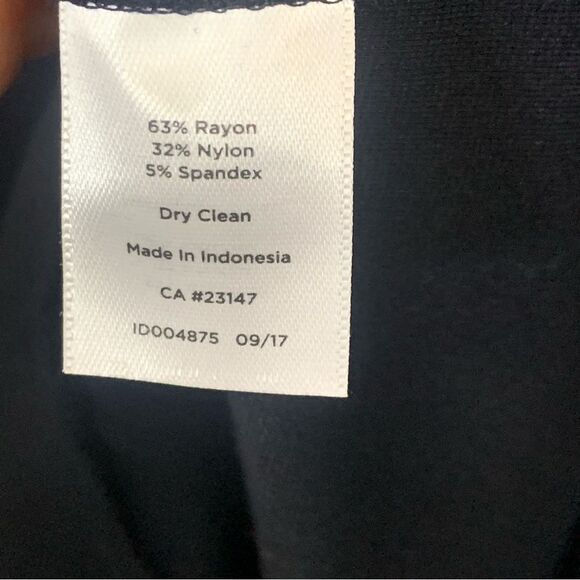 63% Rayon
32% Nylon
5% Spandex
Dry Clean
Made In Indonesia
CA #23147
ID004875 09/17